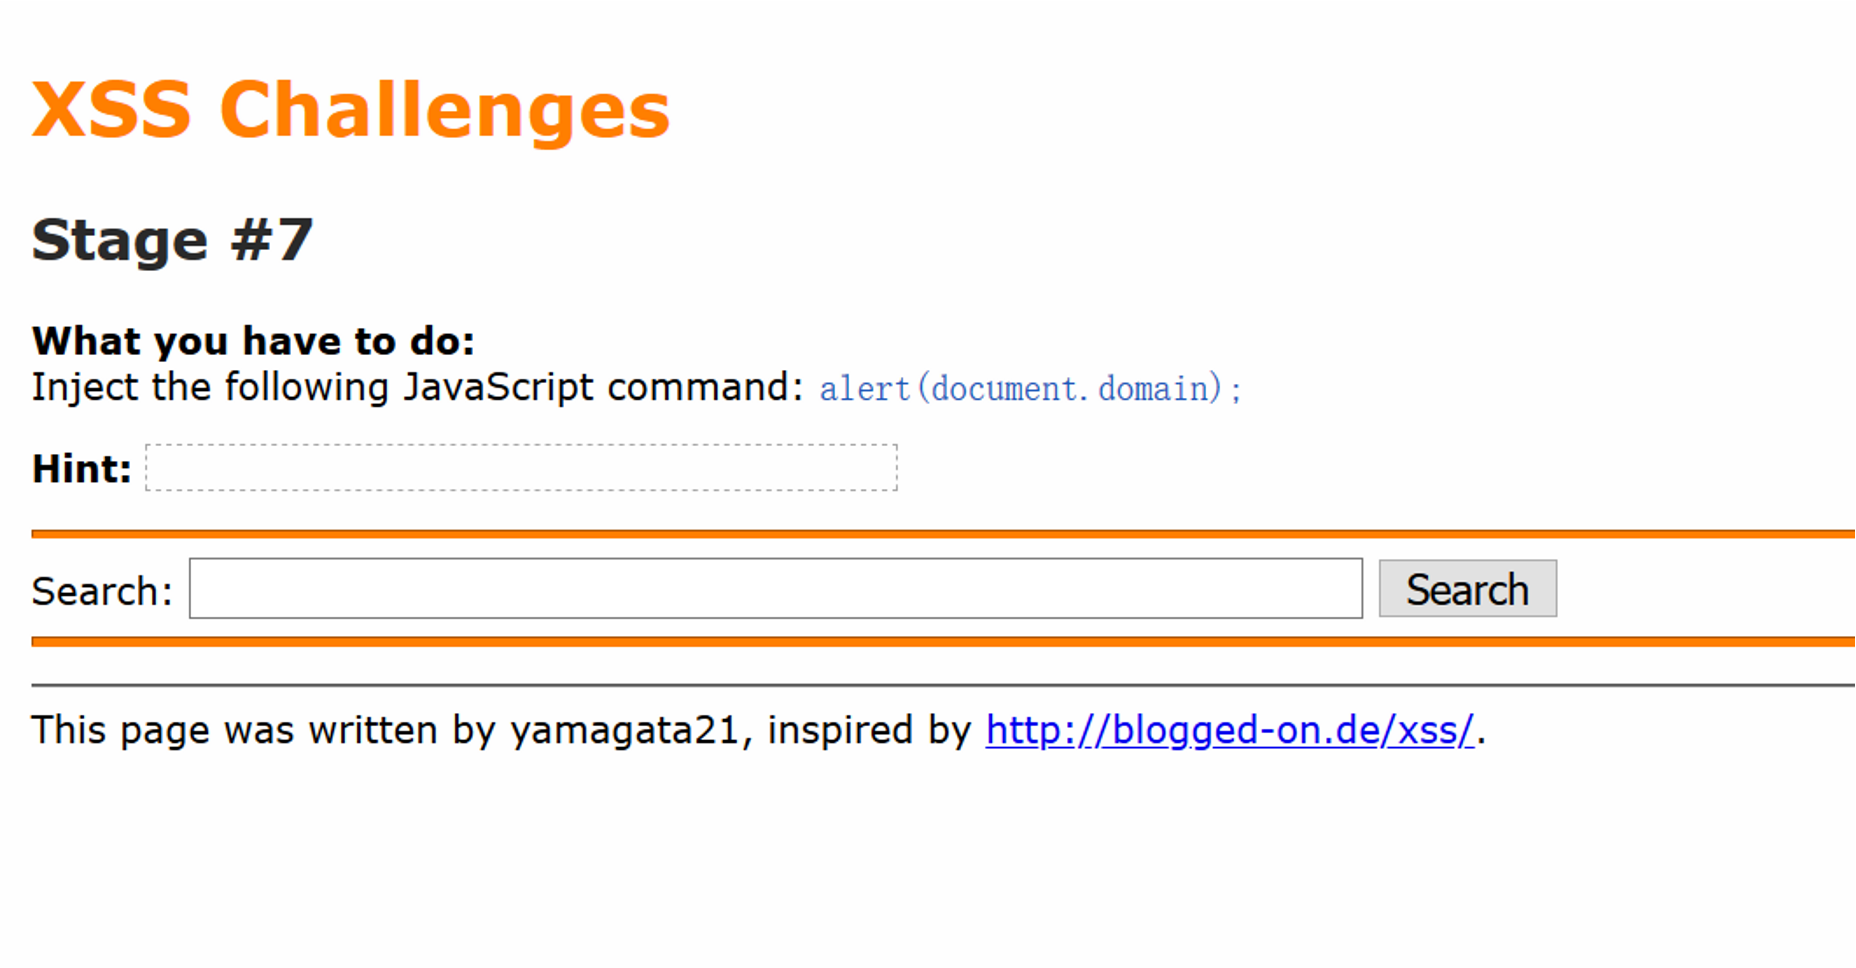 XSS Challenges
Stage #7
What you have to do:
Inject the following JavaScript command: alert(document.domain);
Hint:
Search: Search
This page was written by yamagata21, inspired by http://blogged-on.de/xss/.